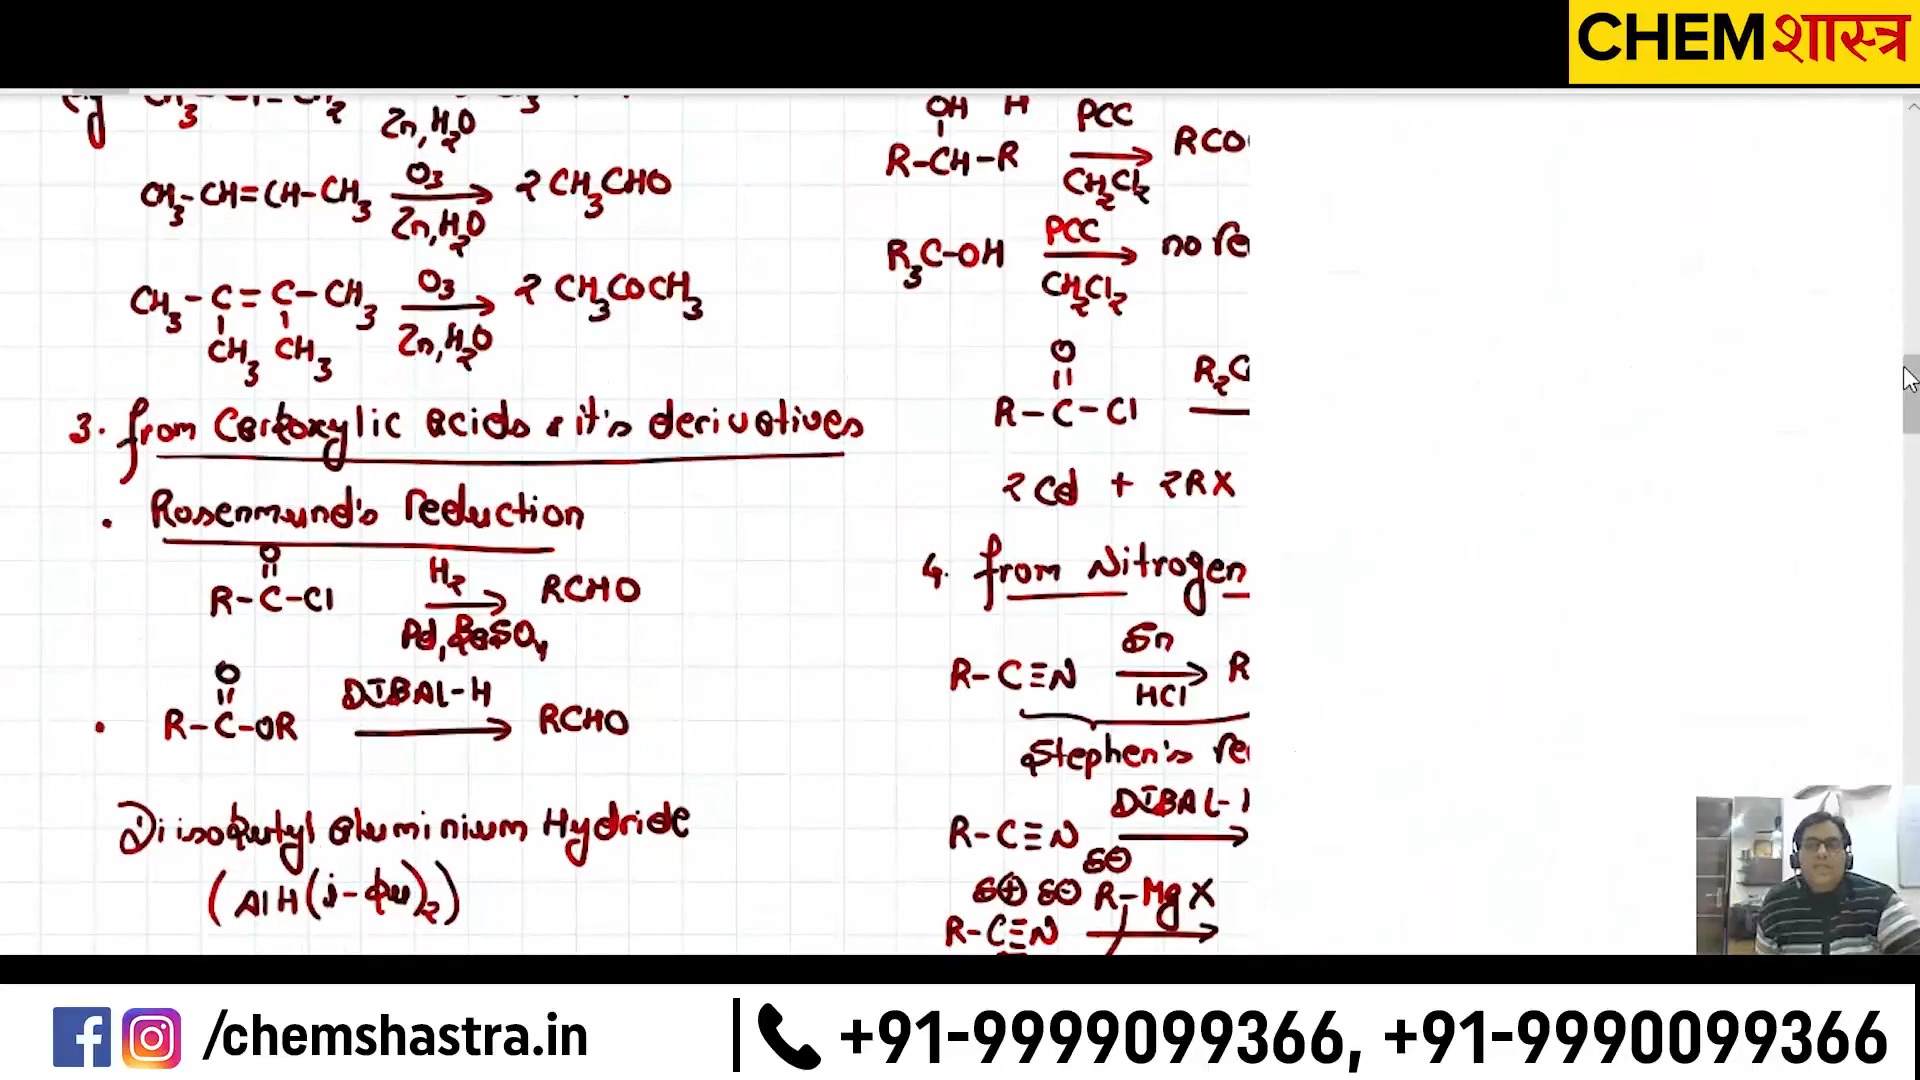 CHEMशास्त्र
Zn, H2O
CH3-CH=CH-CH3 O3 2 CH3CHO
Zn, H2O
CH3-C=C-CH3 O3 2 CH3COCH3
CH3 CH3 Zn, H2O
3. from Carboxylic acids & it's derivatives
. Rosenmund's reduction
O
R-C-Cl H2 RCHO
Pd, BaSO4
O
. R-C-OR DIBAL-H RCHO
Diisobutyl aluminium Hydride
(AlH(i-bu)2)
OH H
R-CH-R PCC RCO
CH2Cl2
R3C-OH PCC no re
CH2Cl2
O
R-C-Cl R2C
2Cd + 2RX
4. from Nitrogen
R-C≡N Sn R
HCl
Stephen's re
R-C≡N DIBAL-
δ⊖
δ⊕ δ⊖ R-MgX
R-C≡N
/chemshastra.in
+91-9999099366, +91-9990099366